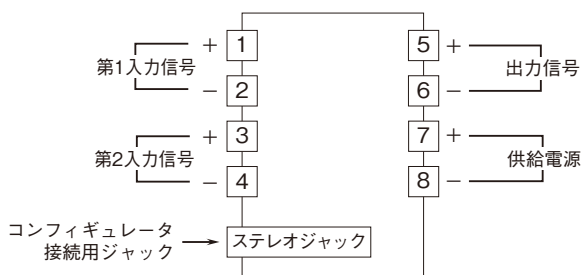 第1入力信号
+ 1
− 2
第2入力信号
+ 3
− 4
コンフィギュレータ
接続用ジャック
ステレオジャック
5 +
6 −
出力信号
7 +
8 −
供給電源